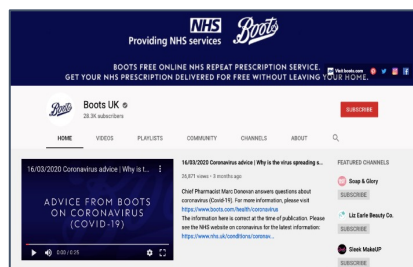 NHS
Providing NHS services
Boots
BOOTS FREE ONLINE NHS REPEAT PRESCRIPTION SERVICE.
GET YOUR NHS PRESCRIPTION DELIVERED FOR FREE WITHOUT LEAVING YOUR HOME.
Visit boots.com
Boots
Boots UK
28.3K subscribers
SUBSCRIBE
HOME VIDEOS PLAYLISTS COMMUNITY CHANNELS ABOUT
16/03/2020 Coronavirus advice | Why is t...
ADVICE FROM BOOTS
ON CORONAVIRUS
(COVID-19)
0:00 / 0:25
16/03/2020 Coronavirus advice | Why is the virus spreading s...
26,871 views • 3 months ago
Chief Pharmacist Marc Donovan answers questions about
coronavirus (Covid-19). For more information, please visit
https://www.boots.com/health/coronavirus
The information here is correct at the time of publication. Please
see the NHS website on coronavirus for the latest information:
https://www.nhs.uk/conditions/coronav...
FEATURED CHANNELS
Soap & Glory
SUBSCRIBE
Liz Earle Beauty Co.
SUBSCRIBE
Sleek MakeUP
SUBSCRIBE